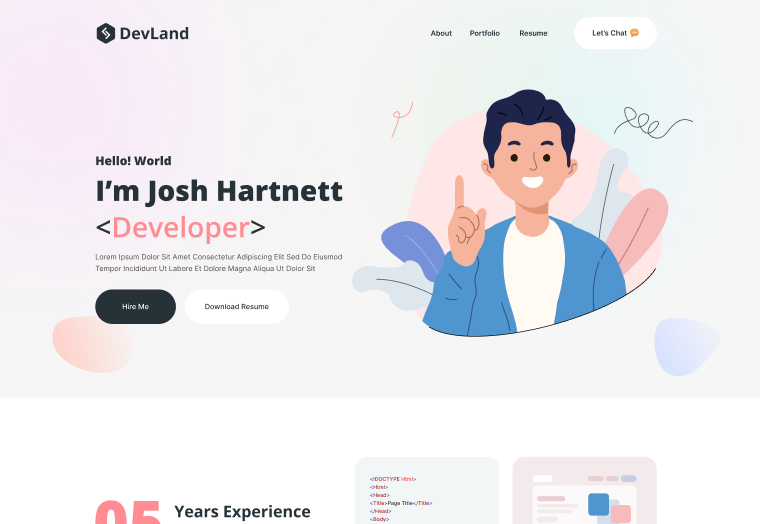 DevLand
About Portfolio Resume Let's Chat
Hello! World
I'm Josh Hartnett
<Developer>
Lorem Ipsum Dolor Sit Amet Consectetur Adipiscing Elit Sed Do Eiusmod
Tempor Incididunt Ut Labore Et Dolore Magna Aliqua Ut Dolor Sit
Hire Me Download Resume
05 Years Experience
<!DOCTYPE Html>
<Html>
<Head>
<Title>Page Title</Title>
<Body>